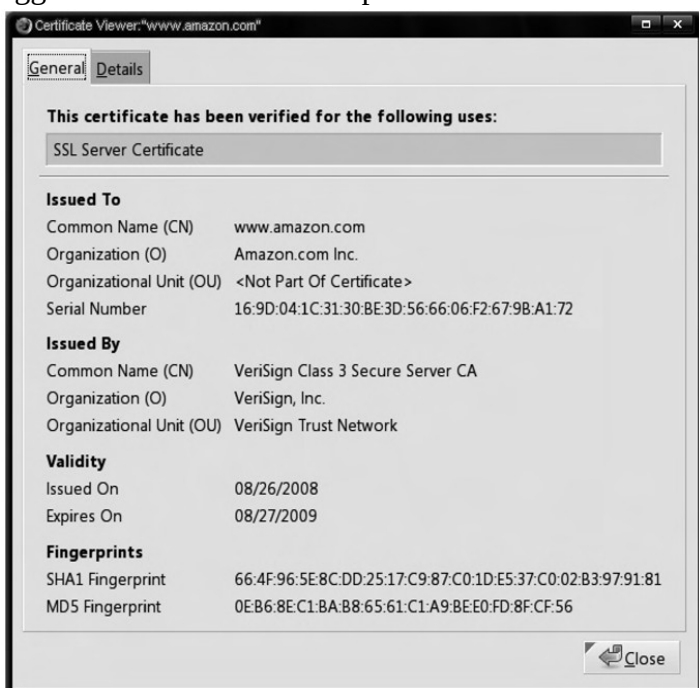 Certificate Viewer:"www.amazon.com"
General Details
This certificate has been verified for the following uses:
SSL Server Certificate
Issued To
Common Name (CN) www.amazon.com
Organization (O) Amazon.com Inc.
Organizational Unit (OU) <Not Part Of Certificate>
Serial Number 16:9D:04:1C:31:30:BE:3D:56:66:06:F2:67:9B:A1:72
Issued By
Common Name (CN) VeriSign Class 3 Secure Server CA
Organization (O) VeriSign, Inc.
Organizational Unit (OU) VeriSign Trust Network
Validity
Issued On 08/26/2008
Expires On 08/27/2009
Fingerprints
SHA1 Fingerprint 66:4F:96:5E:8C:DD:25:17:C9:87:C0:1D:E5:37:C0:02:B3:97:91:81
MD5 Fingerprint 0E:B6:8E:C1:BA:B8:65:61:C1:A9:BE:E0:FD:8F:CF:56
Close